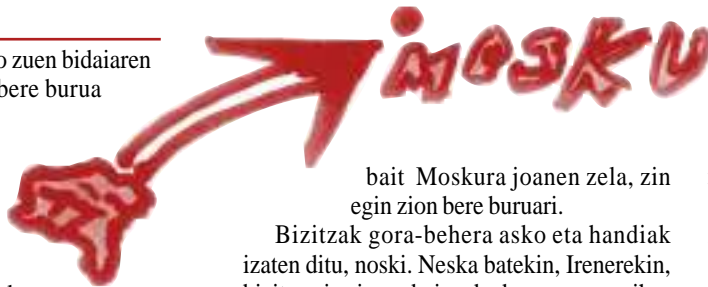 ¡MOSKU
o zuen bidaiaren
bere burua
bait Moskura joanen zela, zin
egin zion bere buruari.
Bizitzak gora-behera asko eta handiak
izaten ditu, noski. Neska batekin, Irenerekin,